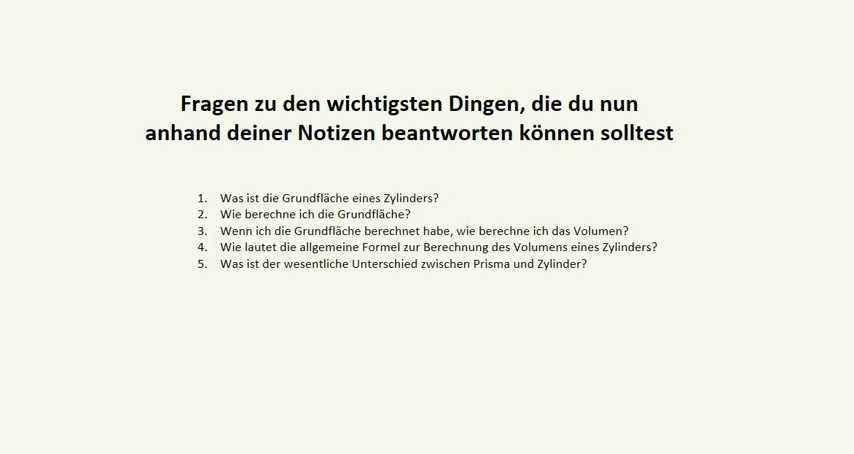 Fragen zu den wichtigsten Dingen, die du nun
anhand deiner Notizen beantworten können solltest
1. Was ist die Grundfläche eines Zylinders?
2. Wie berechne ich die Grundfläche?
3. Wenn ich die Grundfläche berechnet habe, wie berechne ich das Volumen?
4. Wie lautet die allgemeine Formel zur Berechnung des Volumens eines Zylinders?
5. Was ist der wesentliche Unterschied zwischen Prisma und Zylinder?